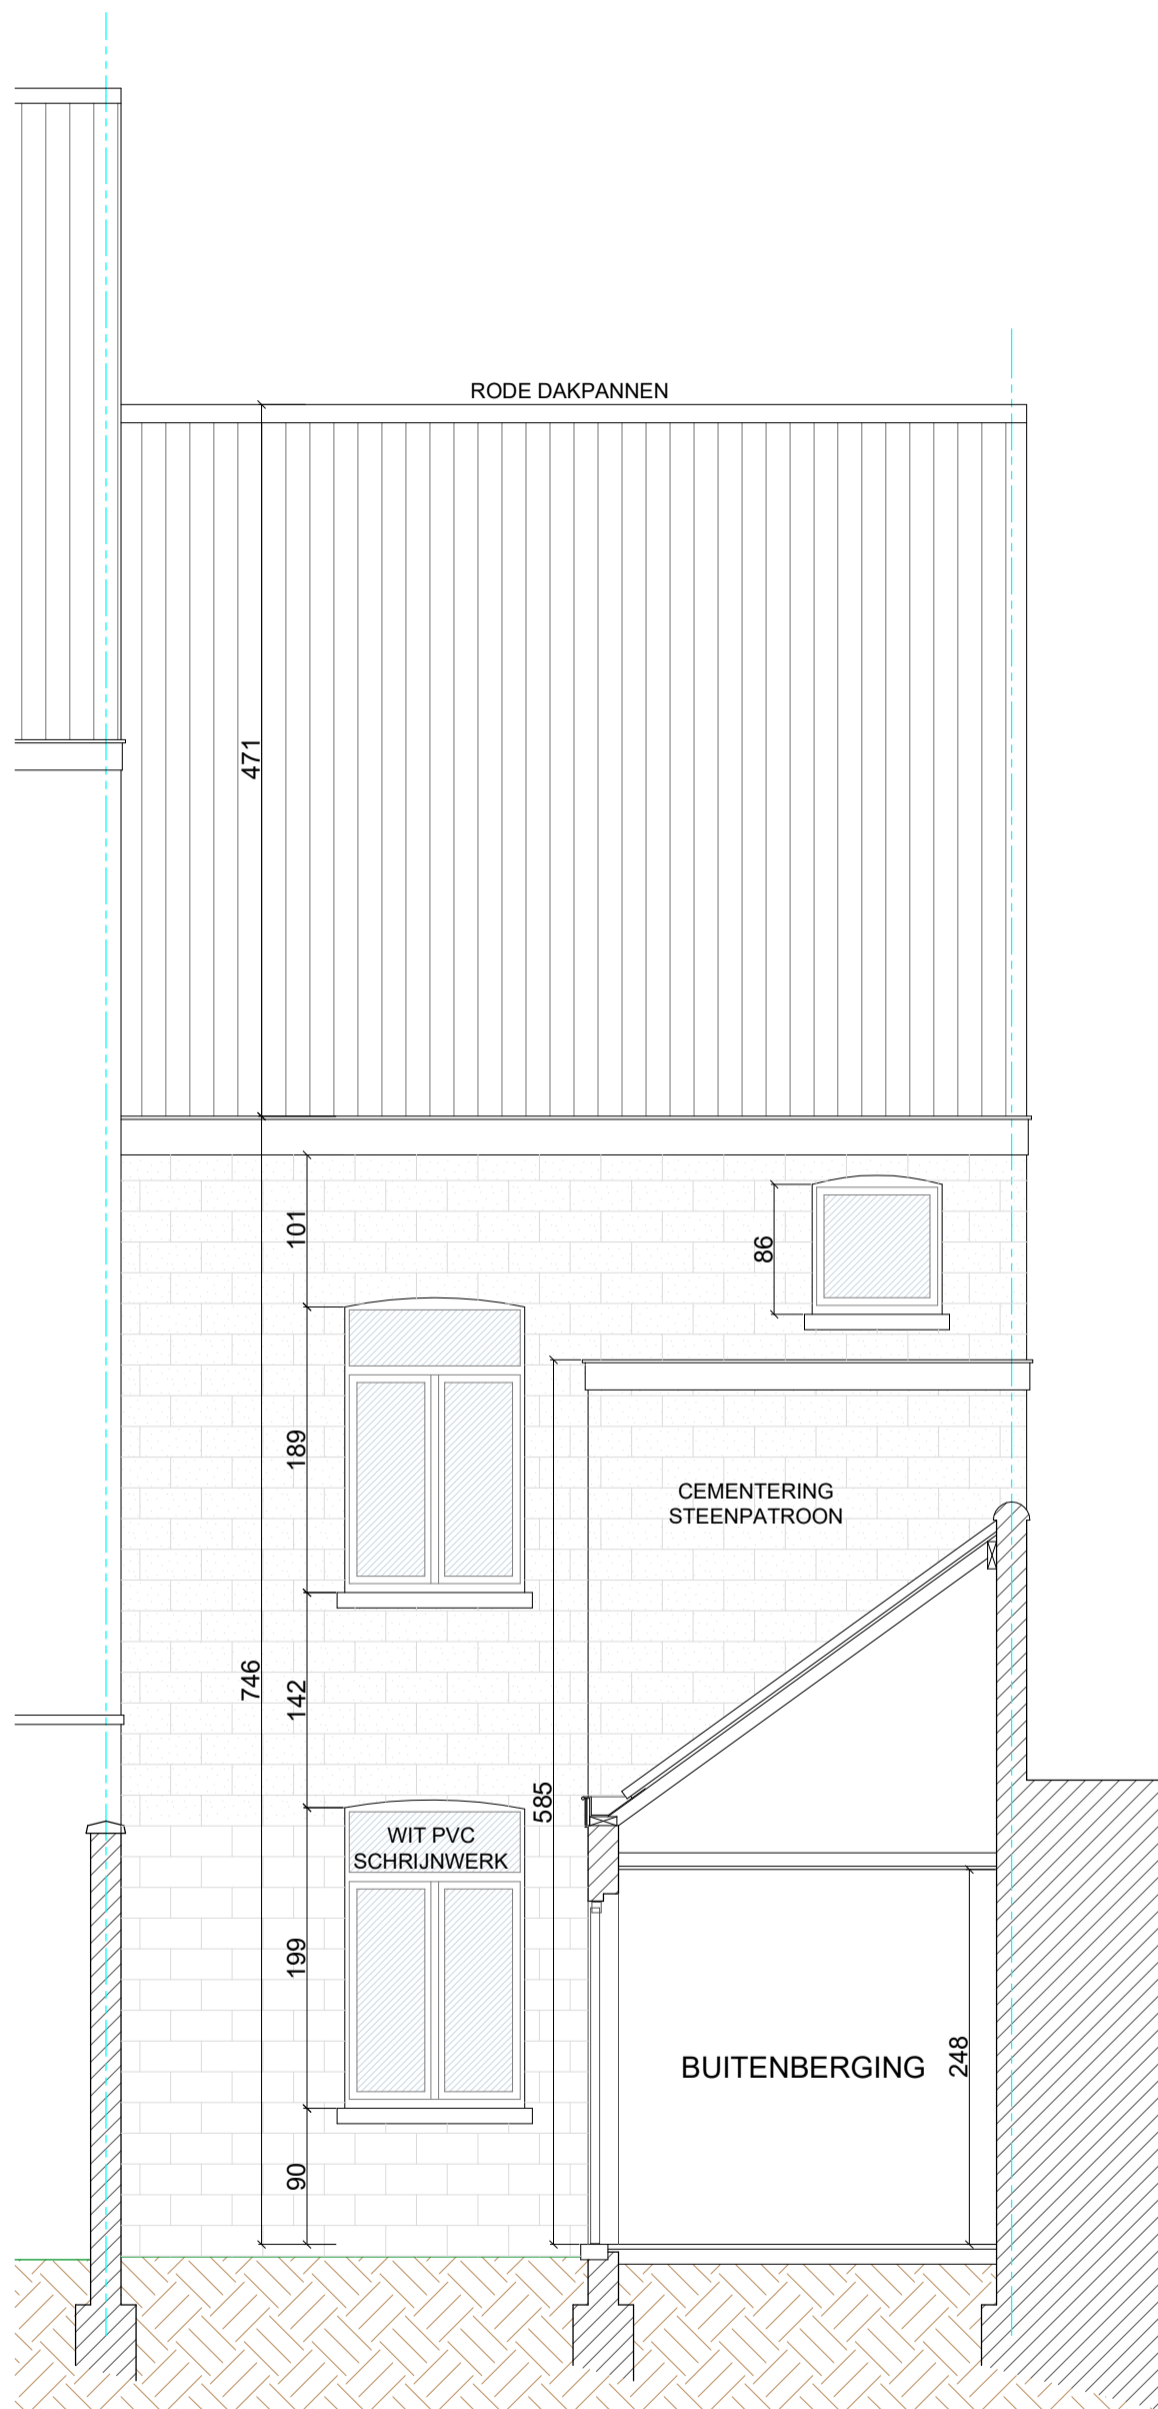 RODE DAKPANNEN
471
101
86
189
CEMENTERING
STEENPATROON
746
142
585
WIT PVC
SCHRIJNWERK
199
BUITENBERGING
248
90